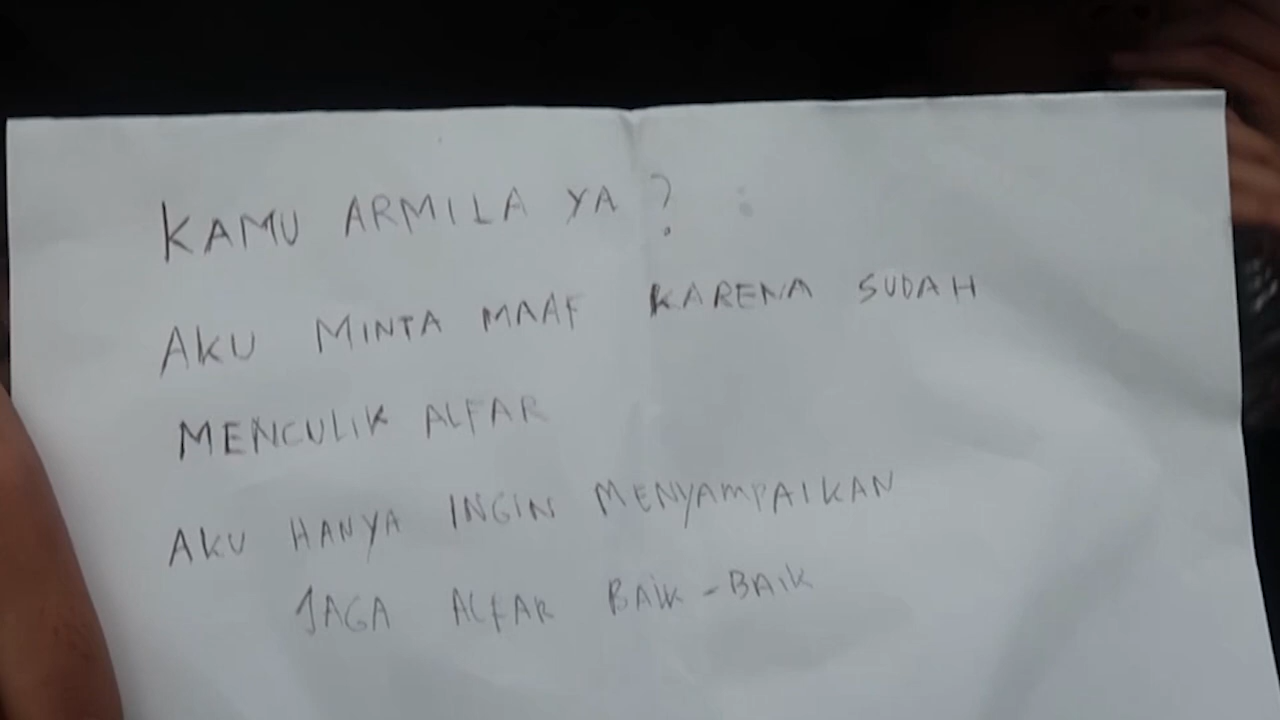 KAMU ARMILA YA ?
AKU MINTA MAAF KARENA SUDAH
MENCULIK ALFAR
AKU HANYA INGIN MENYAMPAIKAN
JAGA ALFAR BAIK-BAIK